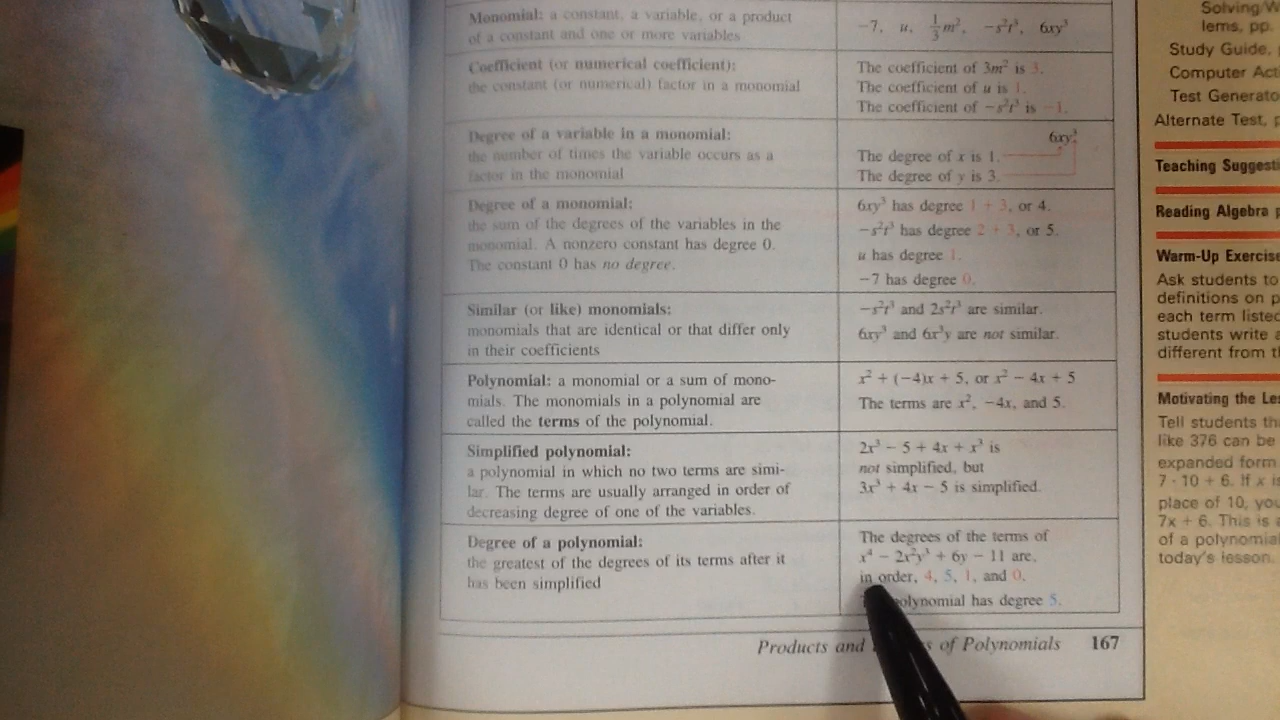 Monomial: a constant, a variable, or a product
of a constant and one or more variables
−7, u, 1/3 m², −s²t³, 6xy³
Coefficient (or numerical coefficient):
the constant (or numerical) factor in a monomial
The coefficient of 3m² is 3.
The coefficient of u is 1.
The coefficient of −s²t³ is −1.
Degree of a variable in a monomial:
the number of times the variable occurs as a
factor in the monomial
6xy³
The degree of x is 1.
The degree of y is 3.
Degree of a monomial:
the sum of the degrees of the variables in the
monomial. A nonzero constant has degree 0.
The constant 0 has no degree.
6xy³ has degree 1 + 3, or 4.
−s²t³ has degree 2 + 3, or 5.
u has degree 1.
−7 has degree 0.
Similar (or like) monomials:
monomials that are identical or that differ only
in their coefficients
−s²t³ and 2s²t³ are similar.
6xy³ and 6x³y are not similar.
Polynomial: a monomial or a sum of mono-
mials. The monomials in a polynomial are
called the terms of the polynomial.
x² + (−4)x + 5, or x² − 4x + 5
The terms are x², −4x, and 5.
Simplified polynomial:
a polynomial in which no two terms are simi-
lar. The terms are usually arranged in order of
decreasing degree of one of the variables.
2x³ − 5 + 4x + x³ is
not simplified, but
3x³ + 4x − 5 is simplified.
Degree of a polynomial:
the greatest of the degrees of its terms after it
has been simplified
The degrees of the terms of
x⁴ − 2x²y³ + 6y − 11 are,
in order, 4, 5, 1, and 0.
polynomial has degree 5.
Products and of Polynomials 167
Solving W
lems, pp.
Study Guide,
Computer Acti
Test Generato
Alternate Test, p
Teaching Suggesti
Reading Algebra p
Warm-Up Exercise
Ask students to
definitions on p
each term listed
students write a
different from th
Motivating the Les
Tell students tha
like 376 can be
expanded form
7 · 10 + 6. If x is
place of 10, you
7x + 6. This is a
of a polynomial
today's lesson.